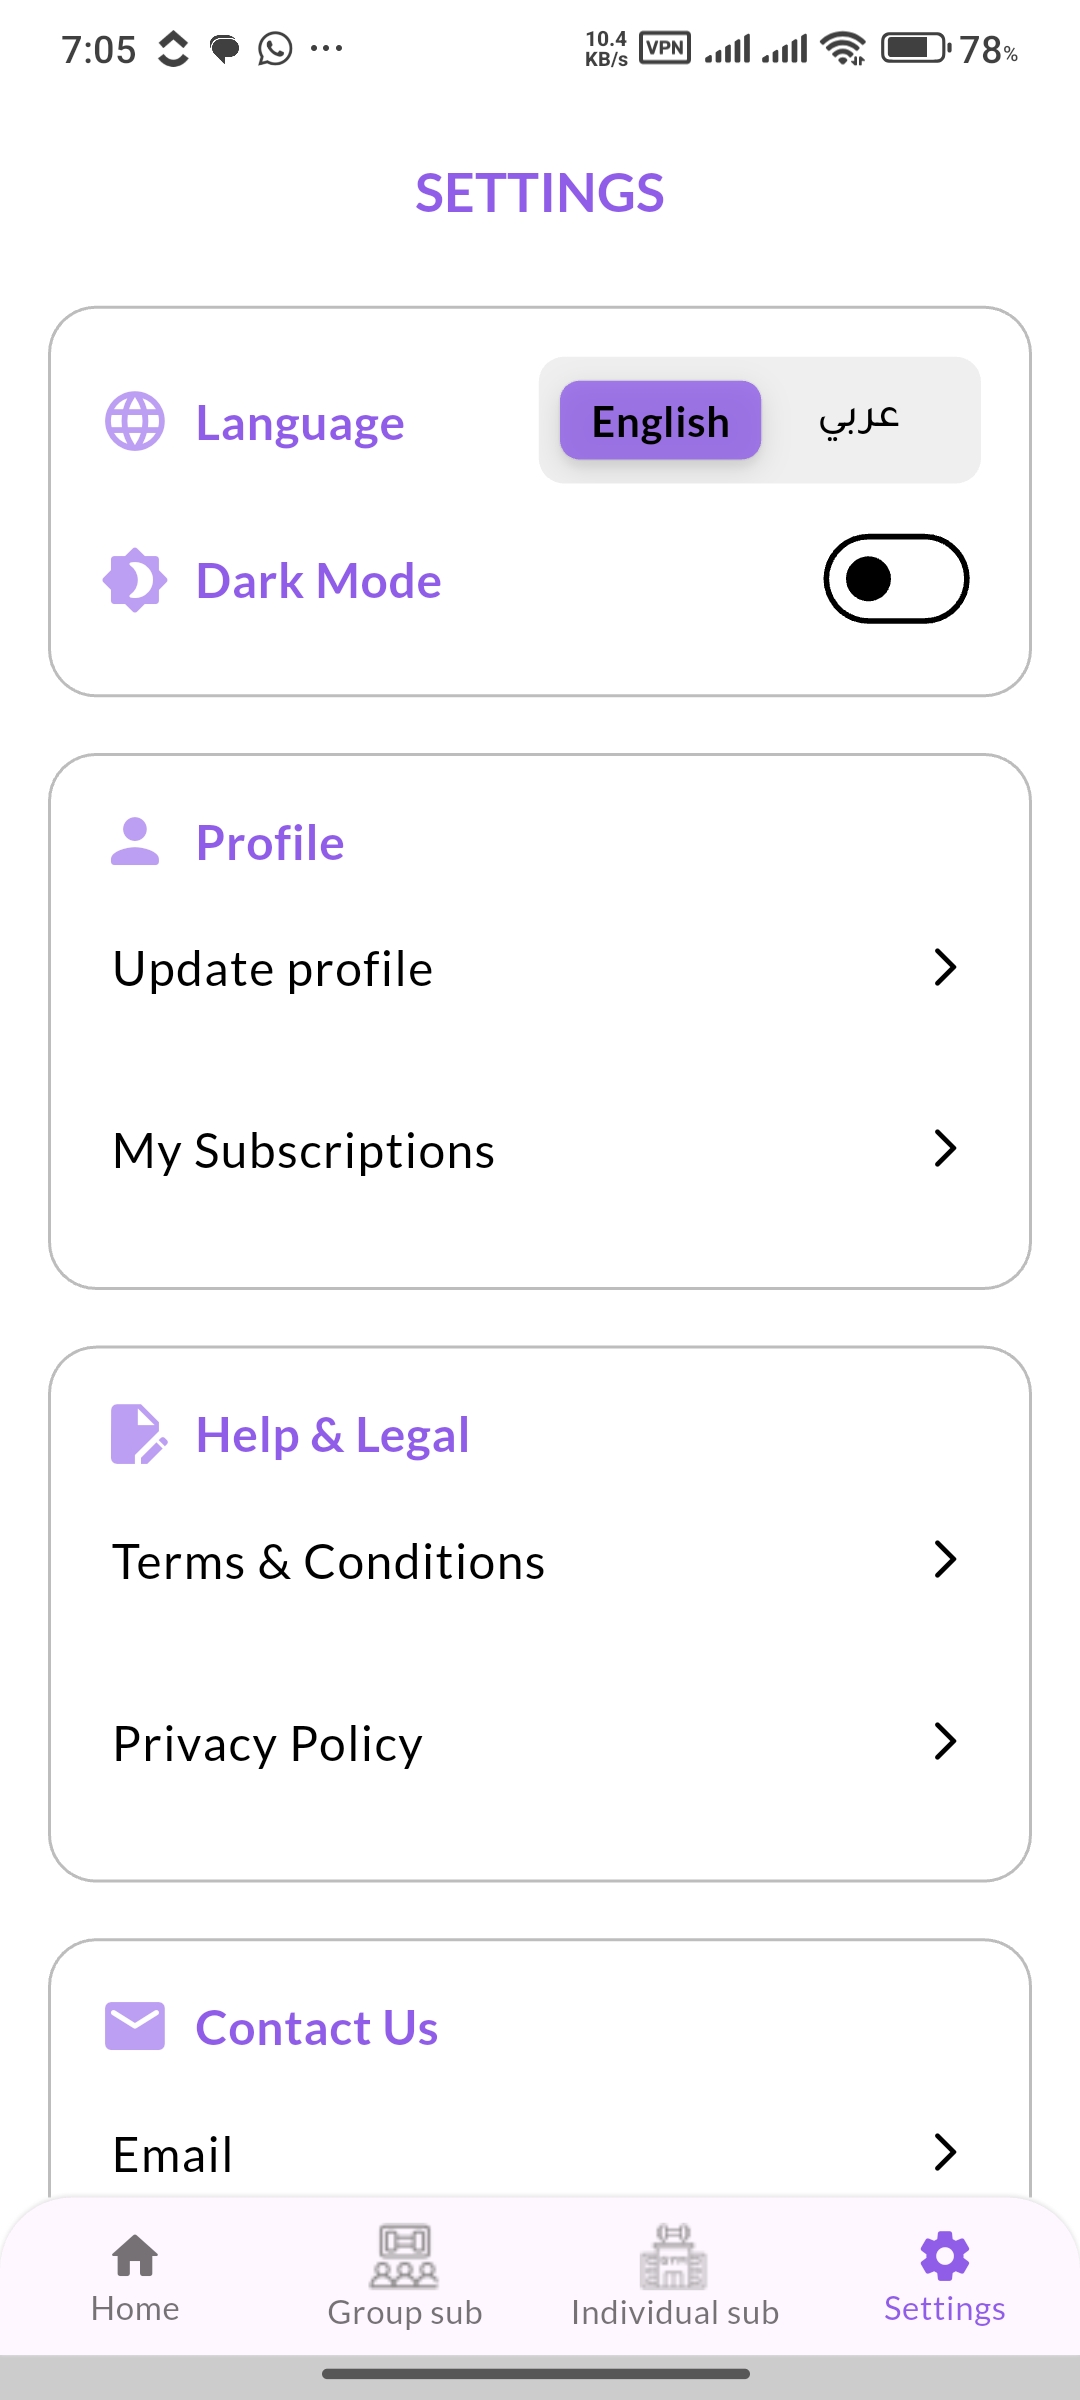 7:05
10.4
KB/s
VPN
78%
SETTINGS
Language
English
عربي
Dark Mode
Profile
Update profile
My Subscriptions
Help & Legal
Terms & Conditions
Privacy Policy
Contact Us
Email
Home
Group sub
Individual sub
Settings